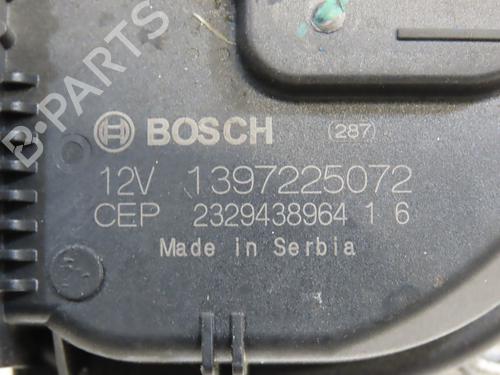 B-PARTS
BOSCH (287)
12V 1397225072
CEP 2329438964 1 6
Made in Serbia